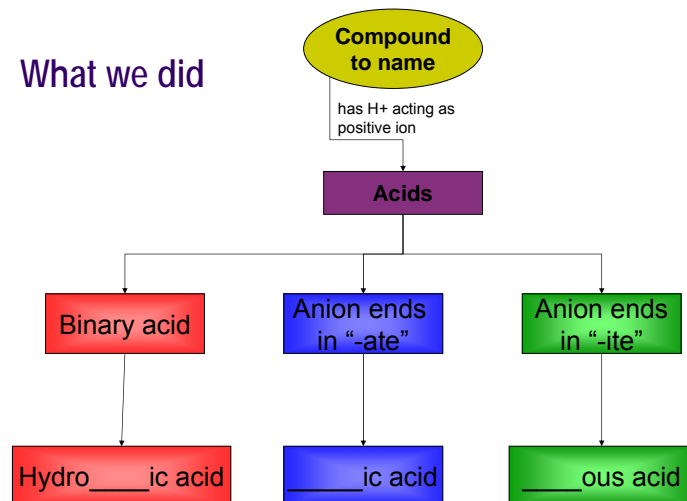 What we did
Compound
to name
has H+ acting as
positive ion
Acids
Binary acid
Anion ends
in “-ate”
Anion ends
in “-ite”
Hydro____ic acid
_____ic acid
____ous acid